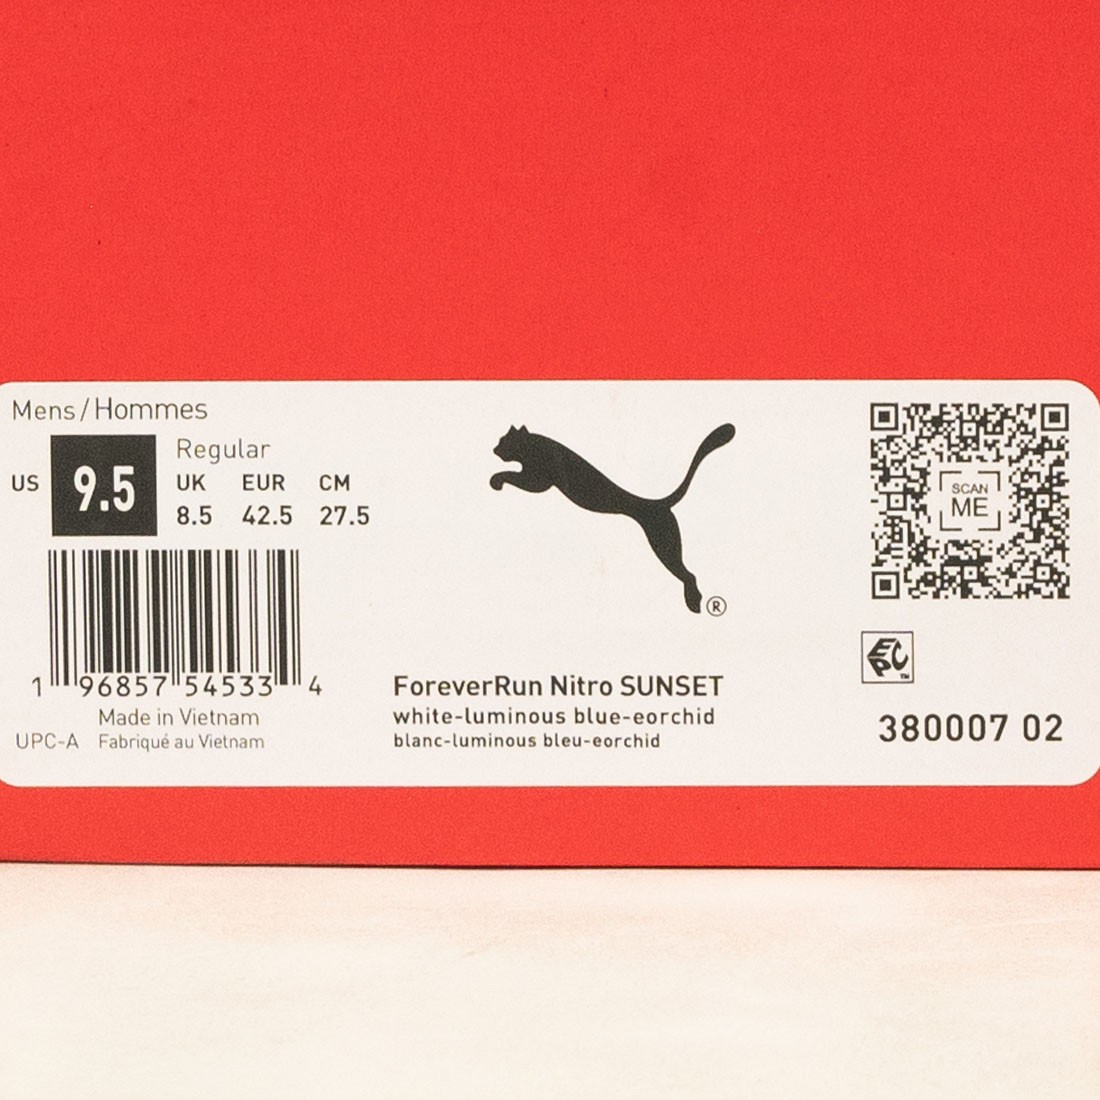 Mens / Hommes
US 9.5
Regular
UK EUR CM
8.5 42.5 27.5
1 96857 54533 4
Made in Vietnam
UPC-A Fabriqué au Vietnam
®
ForeverRun Nitro SUNSET
white-luminous blue-eorchid
blanc-luminous bleu-eorchid
SCAN
ME
EPC™
380007 02